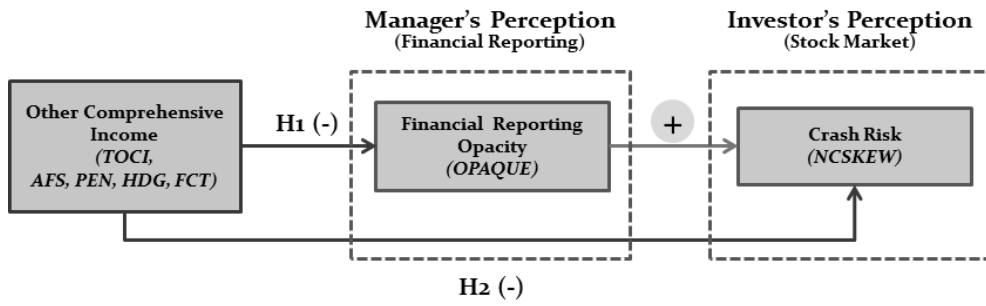 Manager's Perception
(Financial Reporting)
Investor's Perception
(Stock Market)
Other Comprehensive
Income
(TOCI,
AFS, PEN, HDG, FCT)
H1 (-)
Financial Reporting
Opacity
(OPAQUE)
+
Crash Risk
(NCSKEW)
H2 (-)